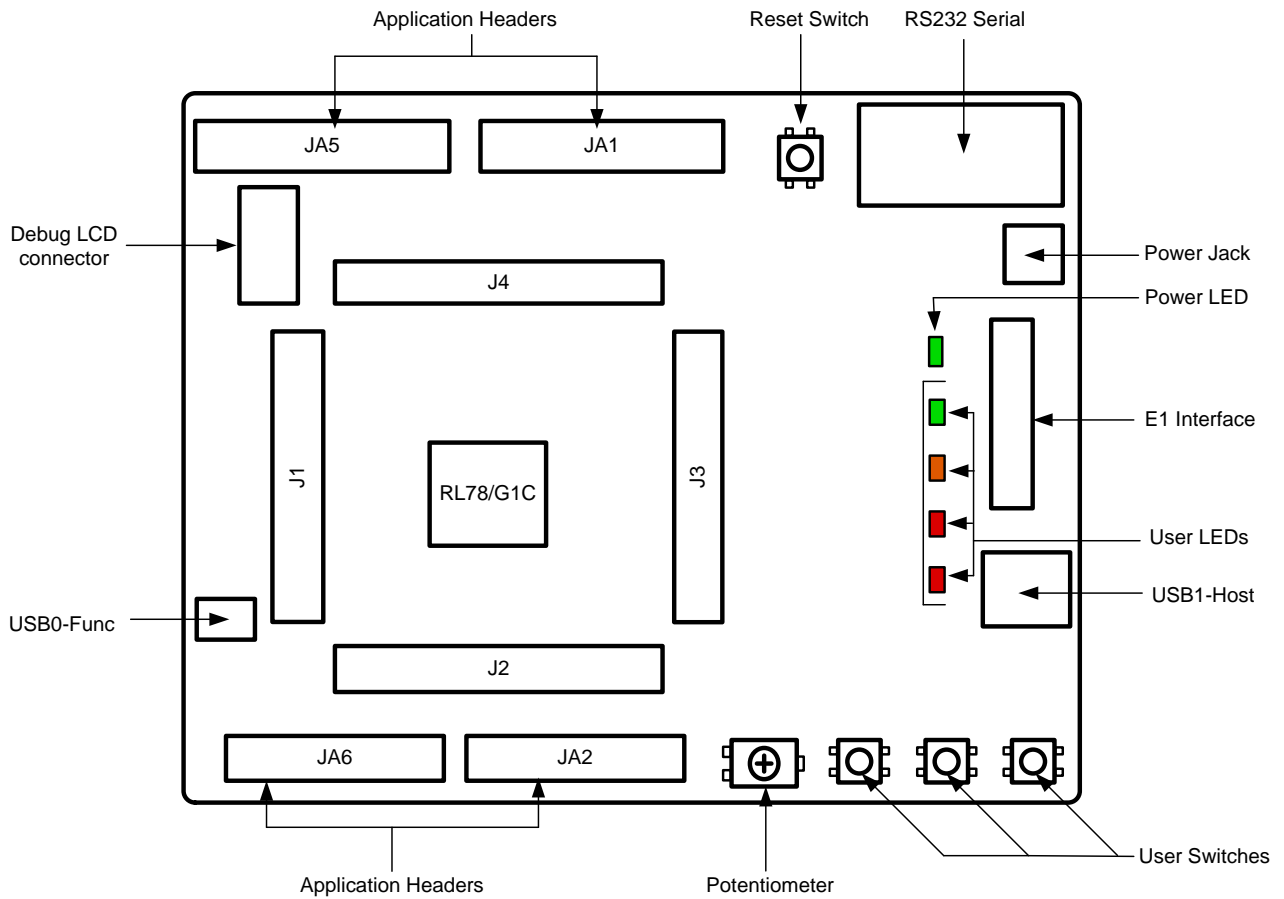 Application Headers
Reset Switch
RS232 Serial
JA5
JA1
Debug LCD
connector
J4
Power Jack
Power LED
E1 Interface
J1
RL78/G1C
J3
User LEDs
USB1-Host
USB0-Func
J2
JA6
JA2
User Switches
Application Headers
Potentiometer